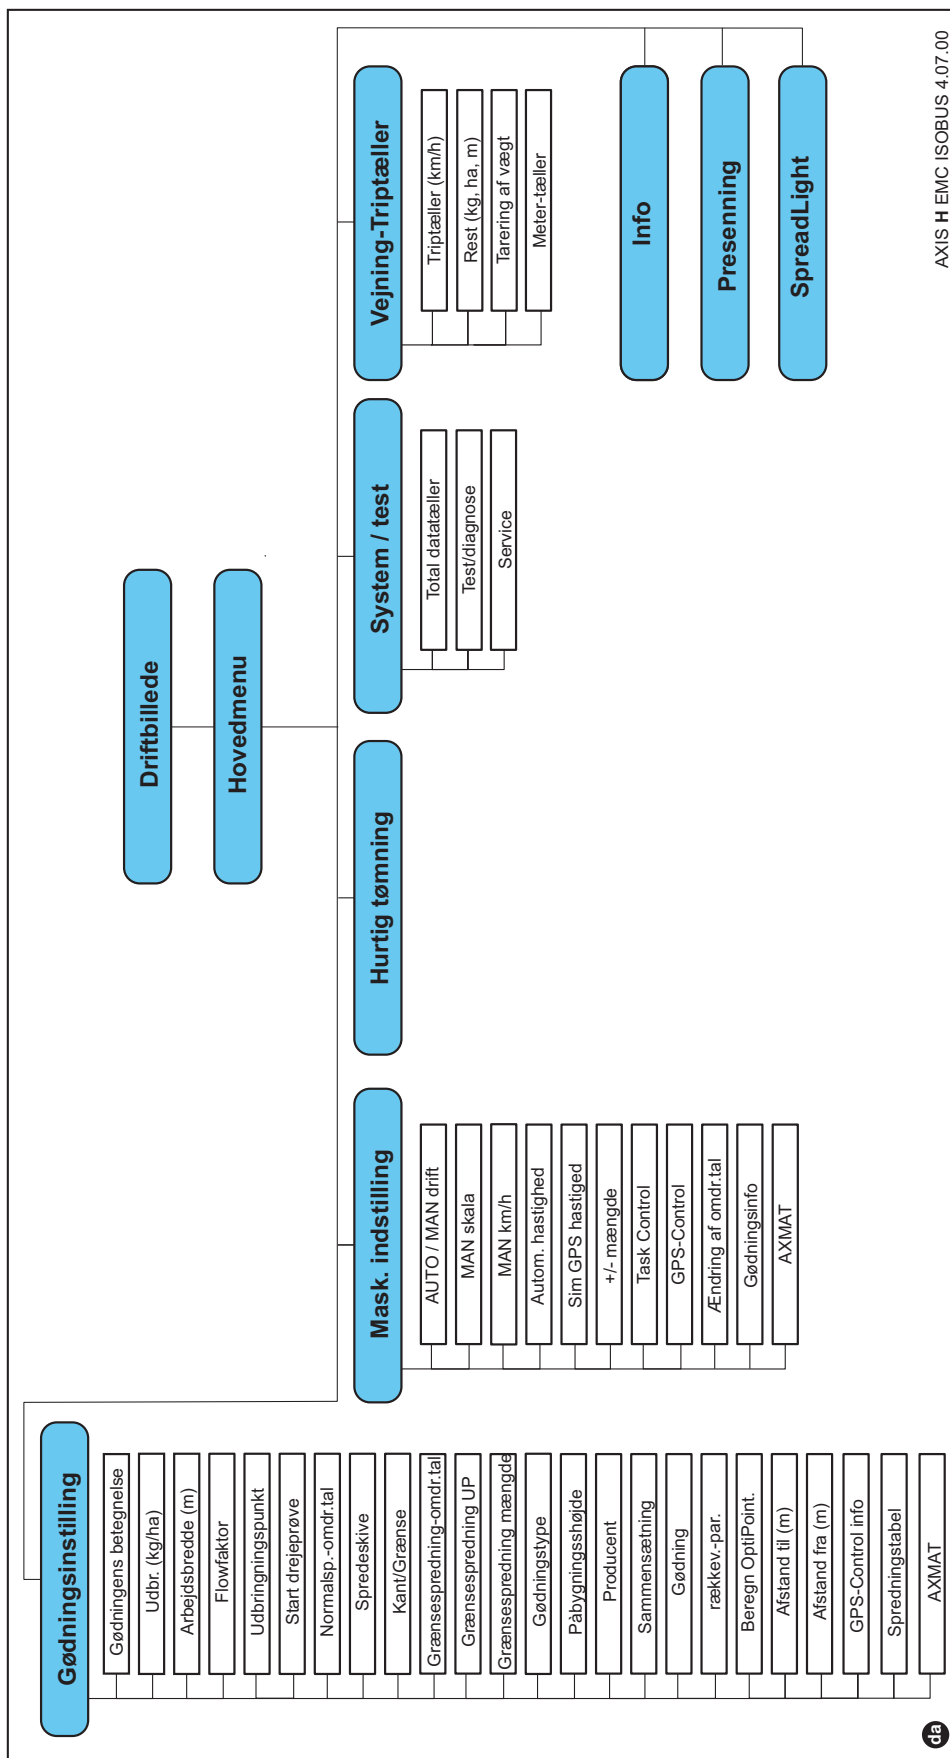 Driftbillede
Hovedmenu
Gødningsinstilling
Gødningens betegnelse
Udbr. (kg/ha)
Arbejdsbredde (m)
Flowfaktor
Udbringningspunkt
Start drejeprøve
Normalsp.-omdr.tal
Spredeskive
Kant/Grænse
Grænsespredning-omdr.tal
Grænsespredning UP
Grænsespredning mængde
Gødningstype
Påbygningsshøjde
Producent
Sammensætning
Gødning
rækkev.-par.
Beregn OptiPoint.
Afstand til (m)
Afstand fra (m)
GPS-Control info
Spredningstabel
AXMAT
Mask. indstilling
AUTO / MAN drift
MAN skala
MAN km/h
Autom. hastighed
Sim GPS hastiged
+/- mængde
Task Control
GPS-Control
Ændring af omdr.tal
Gødningsinfo
AXMAT
Hurtig tømning
System / test
Total datatæller
Test/diagnose
Service
Vejning-Triptæller
Triptæller (km/h)
Rest (kg, ha, m)
Tarering af vægt
Meter-tæller
Info
Presenning
SpreadLight
da
AXIS H EMC ISOBUS 4.07.00